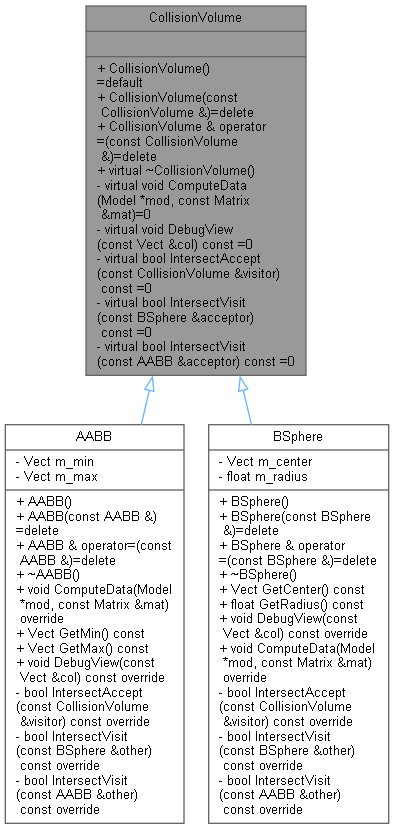 CollisionVolume
+ CollisionVolume()
=default
+ CollisionVolume(const
CollisionVolume &)=delete
+ CollisionVolume & operator
=(const CollisionVolume
&)=delete
+ virtual ~CollisionVolume()
- virtual void ComputeData
(Model *mod, const Matrix
&mat)=0
- virtual void DebugView
(const Vect &col) const =0
- virtual bool IntersectAccept
(const CollisionVolume &visitor)
const =0
- virtual bool IntersectVisit
(const BSphere &acceptor)
const =0
- virtual bool IntersectVisit
(const AABB &acceptor) const =0
AABB
- Vect m_min
- Vect m_max
+ AABB()
+ AABB(const AABB &)
=delete
+ AABB & operator=(const
AABB &)=delete
+ ~AABB()
+ void ComputeData(Model
*mod, const Matrix &mat)
override
+ Vect GetMin() const
+ Vect GetMax() const
+ void DebugView(const
Vect &col) const override
- bool IntersectAccept
(const CollisionVolume
&visitor) const override
- bool IntersectVisit
(const BSphere &other)
const override
- bool IntersectVisit
(const AABB &other)
const override
BSphere
- Vect m_center
- float m_radius
+ BSphere()
+ BSphere(const BSphere
&)=delete
+ BSphere & operator
=(const BSphere &)=delete
+ ~BSphere()
+ Vect GetCenter() const
+ float GetRadius() const
+ void DebugView(const
Vect &col) const override
+ void ComputeData(Model
*mod, const Matrix &mat)
override
- bool IntersectAccept
(const CollisionVolume
&visitor) const override
- bool IntersectVisit
(const BSphere &other)
const override
- bool IntersectVisit
(const AABB &other)
const override